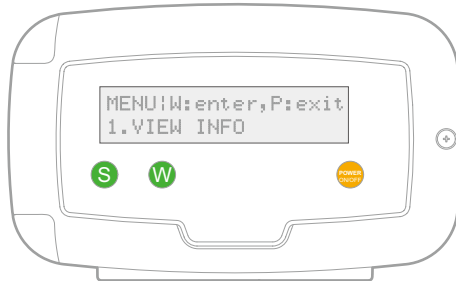 MENU¦W:enter,P:exit
1.VIEW INFO
S
W
POWER
ON/OFF